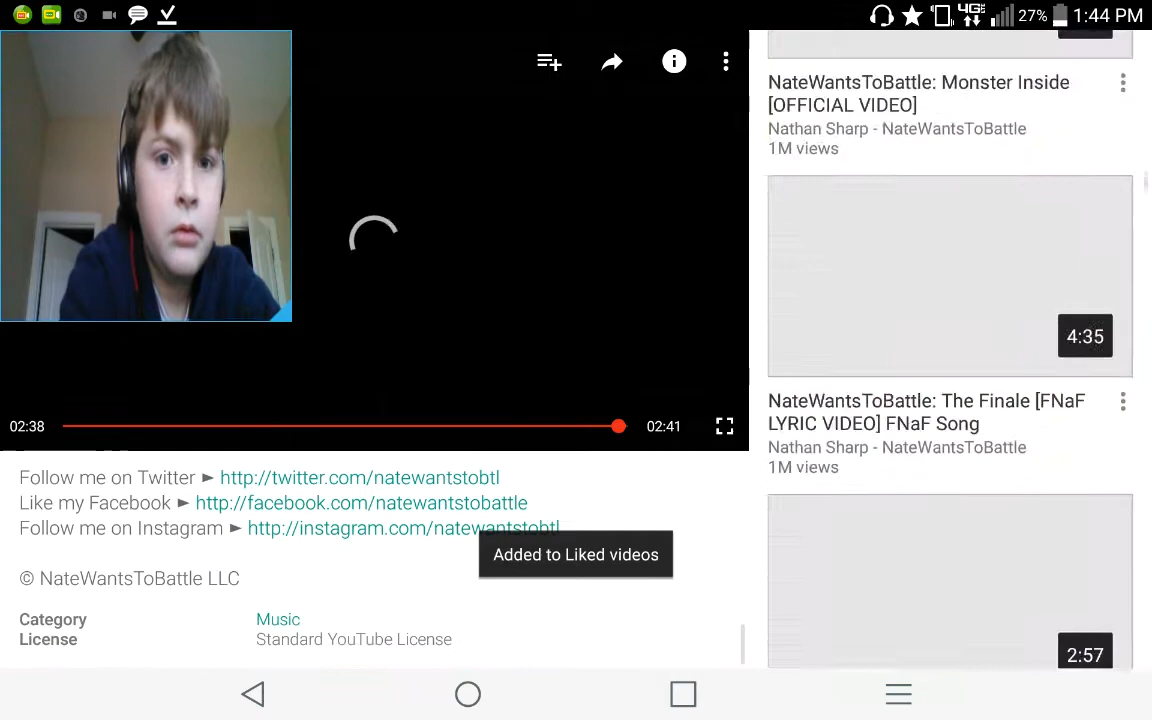 4G
27%
1:44 PM
02:38
02:41
Follow me on Twitter ► http://twitter.com/natewantstobtl
Like my Facebook ► http://facebook.com/natewantstobattle
Follow me on Instagram ► http://instagram.com/natewantstobtl
Added to Liked videos
© NateWantsToBattle LLC
Category Music
License Standard YouTube License
NateWantsToBattle: Monster Inside
[OFFICIAL VIDEO]
Nathan Sharp - NateWantsToBattle
1M views
4:35
NateWantsToBattle: The Finale [FNaF
LYRIC VIDEO] FNaF Song
Nathan Sharp - NateWantsToBattle
1M views
2:57